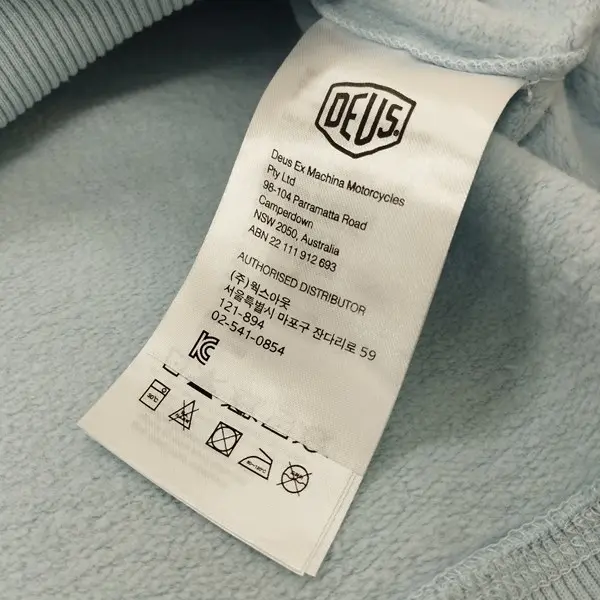 DEUS.
Deus Ex Machina Motorcycles
Pty Ltd
98-104 Parramatta Road
Camperdown
NSW 2050, Australia
ABN 22 111 912 693
AUTHORISED DISTRIBUTOR
(주)웍스아웃
서울특별시 마포구 잔다리로 59
121-894
02-541-0854
30℃